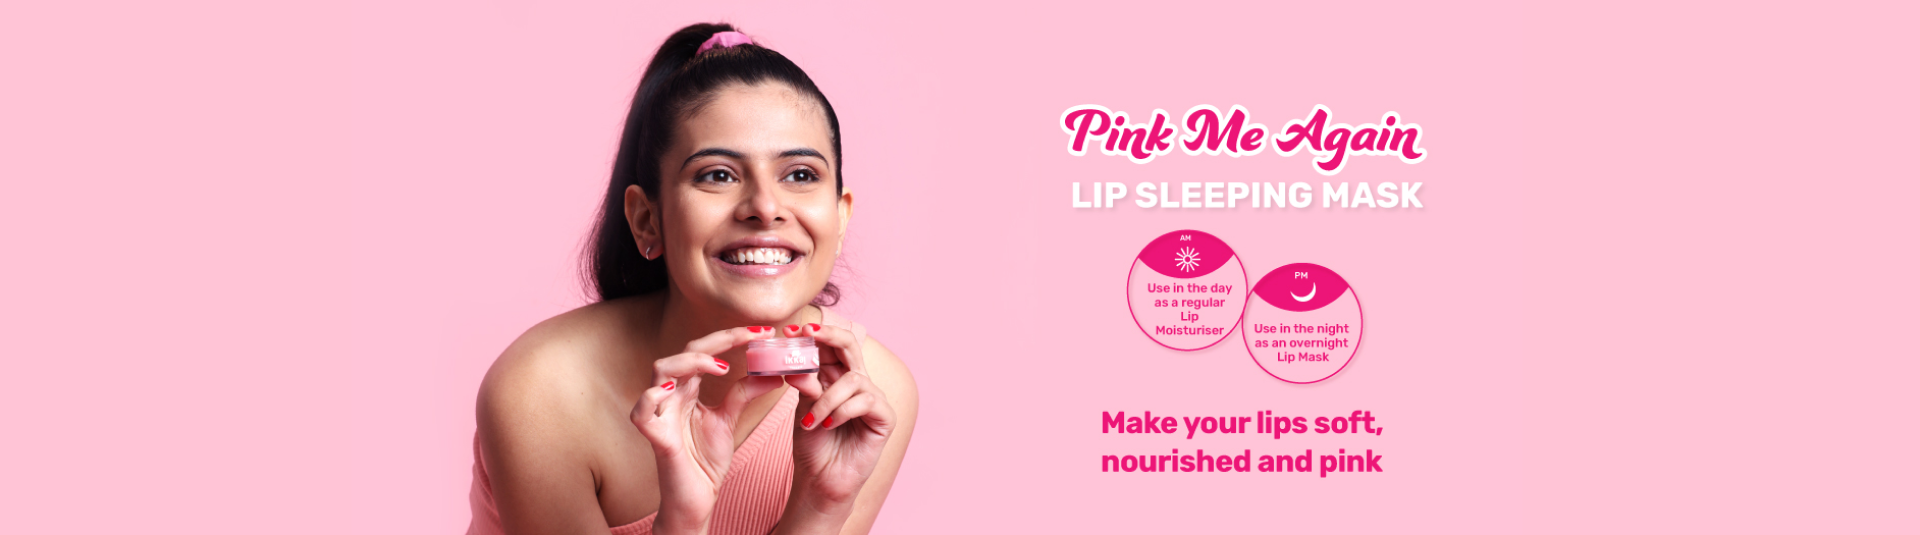 Pink Me Again
LIP SLEEPING MASK
AM
Use in the day
as a regular
Lip
Moisturiser
PM
Use in the night
as an overnight
Lip Mask
Make your lips soft,
nourished and pink